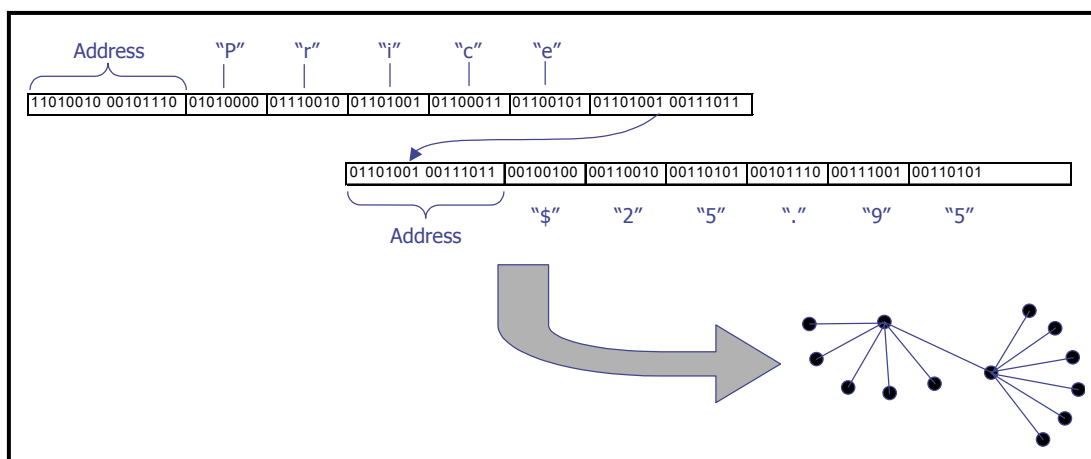 Address “P” “r” “i” “c” “e”
11010010 00101110 01010000 01110010 01101001 01100011 01100101 01101001 00111011
01101001 00111011 00100100 00110010 00110101 00101110 00111001 00110101
“$” “2” “5” “.” “9” “5”
Address